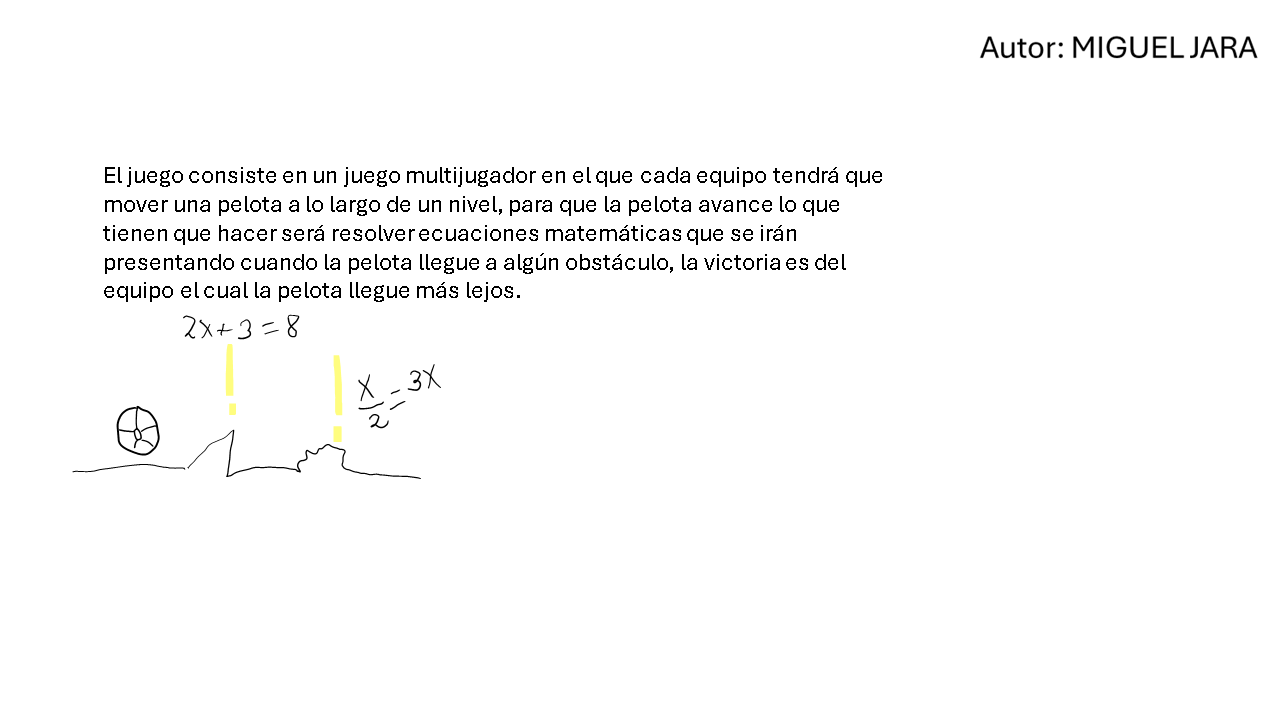 Autor: MIGUEL JARA
El juego consiste en un juego multijugador en el que cada equipo tendrá que
mover una pelota a lo largo de un nivel, para que la pelota avance lo que
tienen que hacer será resolver ecuaciones matemáticas que se irán
presentando cuando la pelota llegue a algún obstáculo, la victoria es del
equipo el cual la pelota llegue más lejos.
2x+3=8
x/2=3x